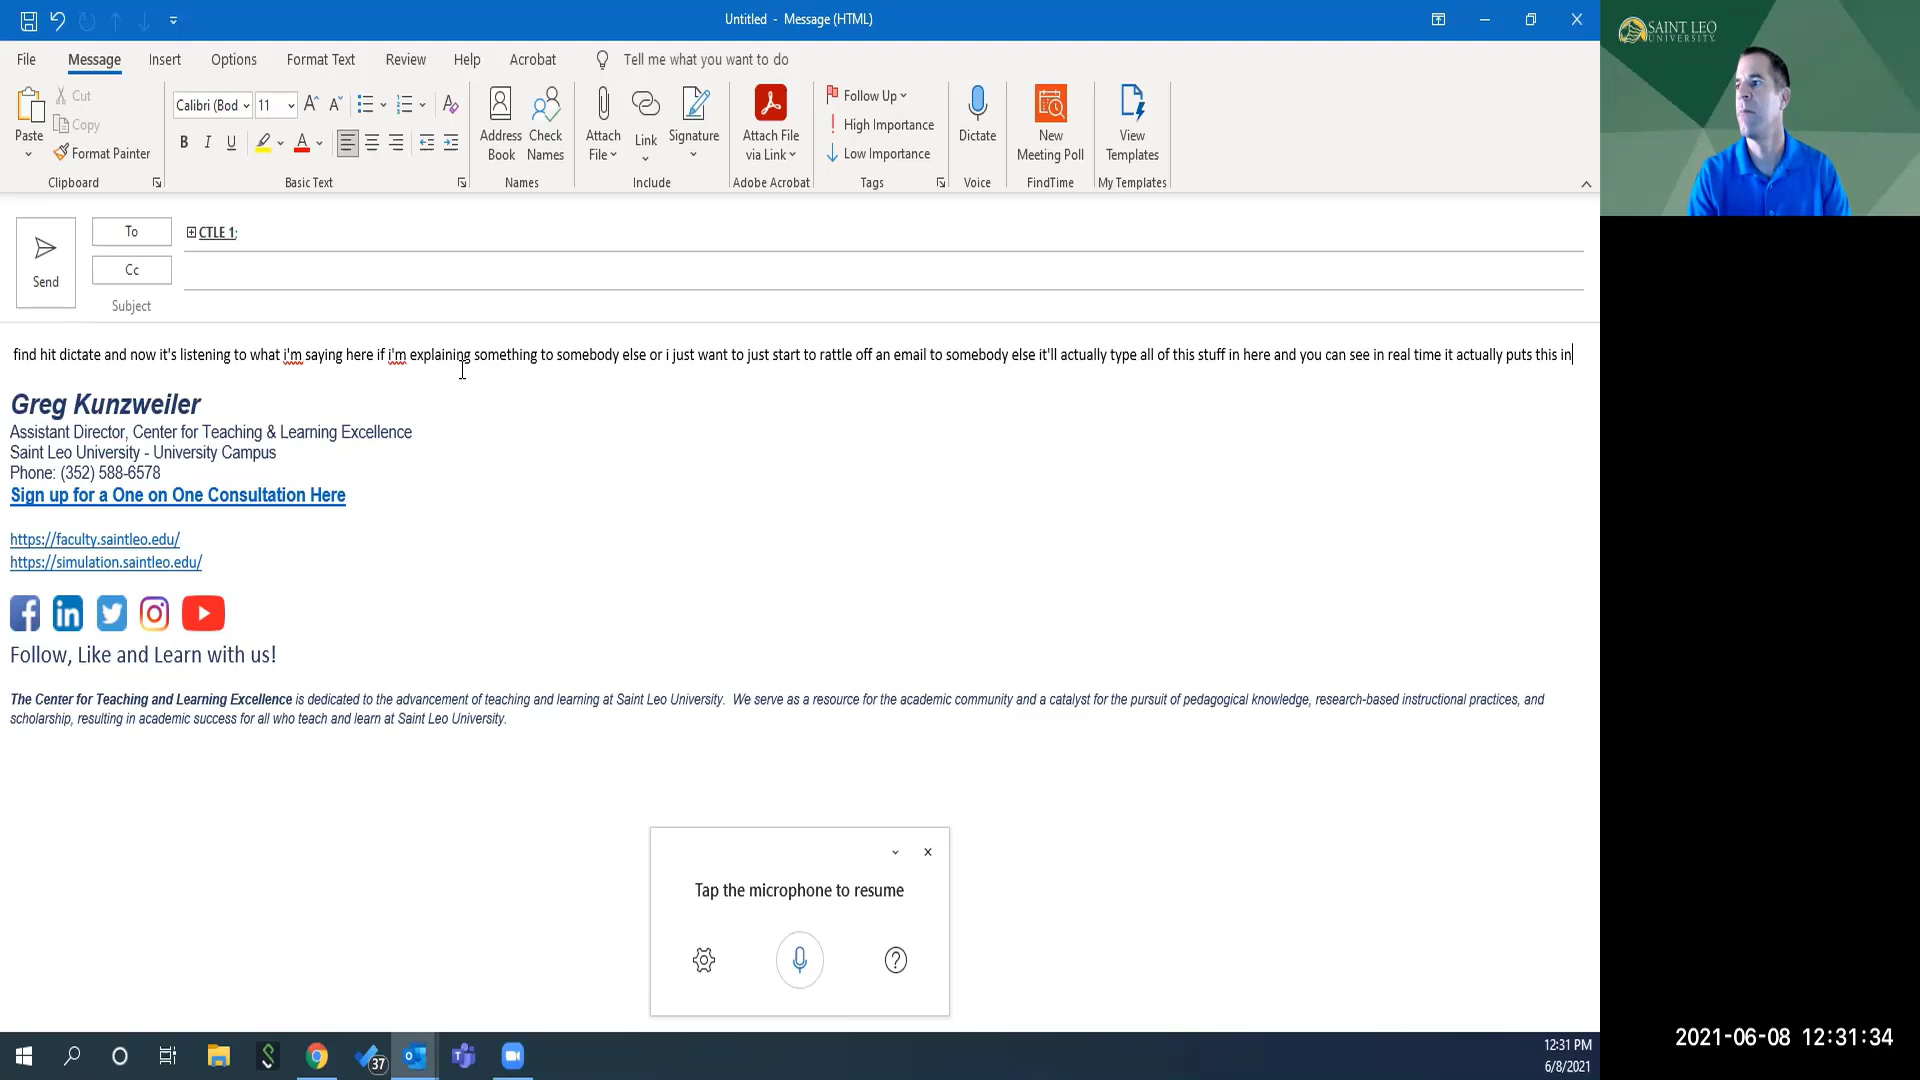 Untitled - Message (HTML)
SAINT LEO
UNIVERSITY
File Message Insert Options Format Text Review Help Acrobat Tell me what you want to do
Cut
Copy
Format Painter
Paste
Clipboard
Calibri (Bod 11
B I U
Basic Text
Address Book
Check Names
Names
Attach File
Link
Signature
Include
Attach File via Link
Adobe Acrobat
Follow Up
High Importance
Low Importance
Tags
Dictate
Voice
New Meeting Poll
FindTime
View Templates
My Templates
Send
To
CTLE 1;
Cc
Subject
find hit dictate and now it's listening to what i'm saying here if i'm explaining something to somebody else or i just want to just start to rattle off an email to somebody else it'll actually type all of this stuff in here and you can see in real time it actually puts this in
Greg Kunzweiler
Assistant Director, Center for Teaching & Learning Excellence
Saint Leo University - University Campus
Phone: (352) 588-6578
Sign up for a One on One Consultation Here
https://faculty.saintleo.edu/
https://simulation.saintleo.edu/
Follow, Like and Learn with us!
The Center for Teaching and Learning Excellence is dedicated to the advancement of teaching and learning at Saint Leo University. We serve as a resource for the academic community and a catalyst for the pursuit of pedagogical knowledge, research-based instructional practices, and
scholarship, resulting in academic success for all who teach and learn at Saint Leo University.
Tap the microphone to resume
37
12:31 PM
6/8/2021
2021-06-08 12:31:34